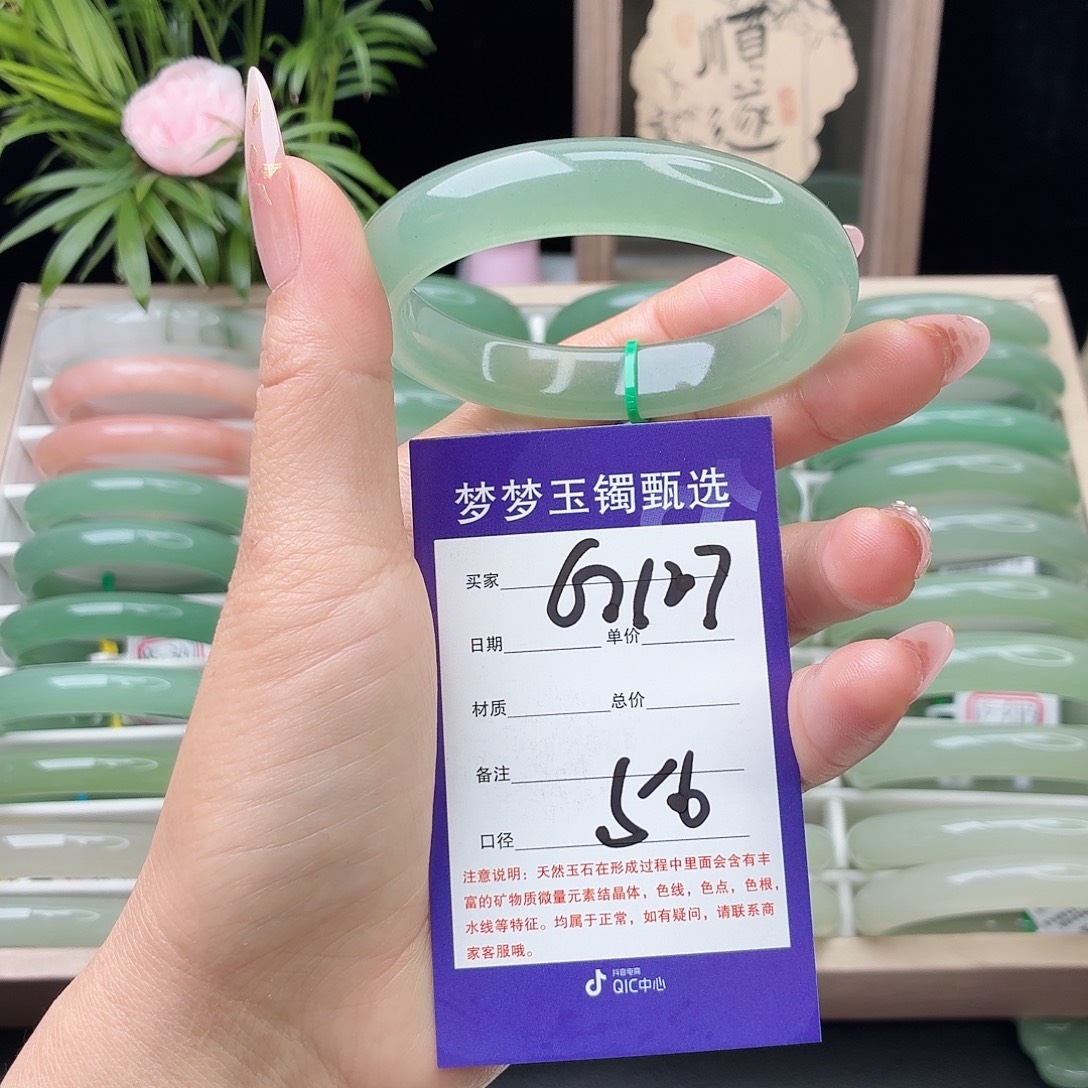 慎逐
梦梦玉镯甄选
买家 G127
日期 单价
材质 总价
备注
口径 56
注意说明：天然玉石在形成过程中里面会含有丰
富的矿物质微量元素结晶体，色线，色点，色根，
水线等特征。均属于正常，如有疑问，请联系商
家客服哦。
抖音电商
QIC中心